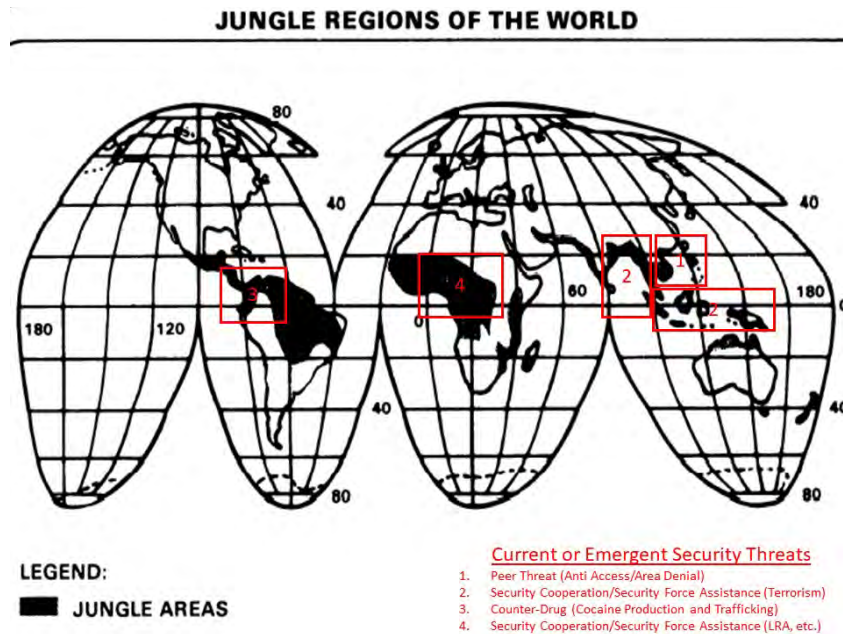 JUNGLE REGIONS OF THE WORLD
80
40
40
3
4
2
1
2
60
180
0
180
120
0
40
40
80
80
Current or Emergent Security Threats
1. Peer Threat (Anti Access/Area Denial)
2. Security Cooperation/Security Force Assistance (Terrorism)
3. Counter-Drug (Cocaine Production and Trafficking)
4. Security Cooperation/Security Force Assistance (LRA, etc.)
LEGEND:
JUNGLE AREAS